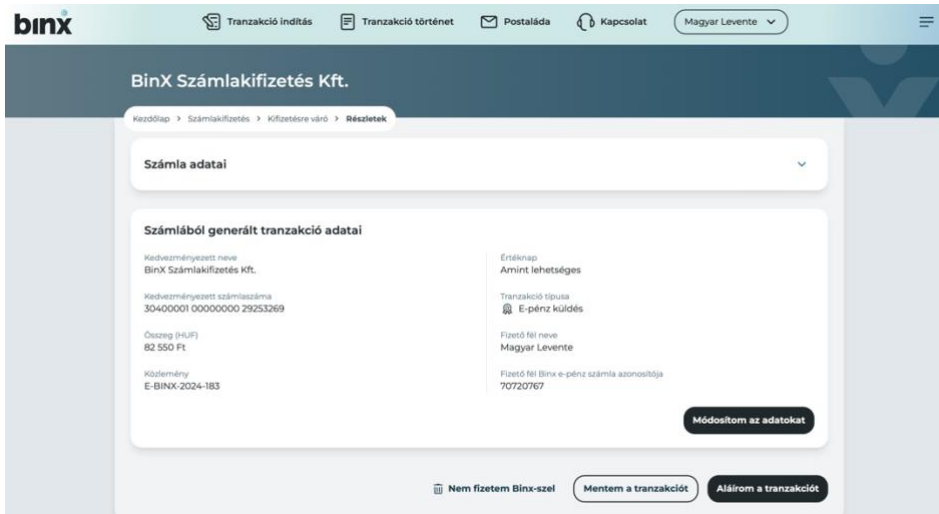 binx
Tranzakció indítás
Tranzakció történet
Postaláda
Kapcsolat
Magyar Levente
BinX Számlakifizetés Kft.
Kezdőlap > Számlakifizetés > Kifizetésre váró > Részletek
Számla adatai
Számlából generált tranzakció adatai
Kedvezményezett neve
BinX Számlakifizetés Kft.
Kedvezményezett számlaszáma
30400001 00000000 29253269
Összeg (HUF)
82 550 Ft
Közlemény
E-BINX-2024-183
Értéknap
Amint lehetséges
Tranzakció típusa
E-pénz küldés
Fizető fél neve
Magyar Levente
Fizető fél Binx e-pénz számla azonosítója
70720767
Módosítom az adatokat
Nem fizetem Binx-szel
Mentem a tranzakciót
Aláírom a tranzakciót